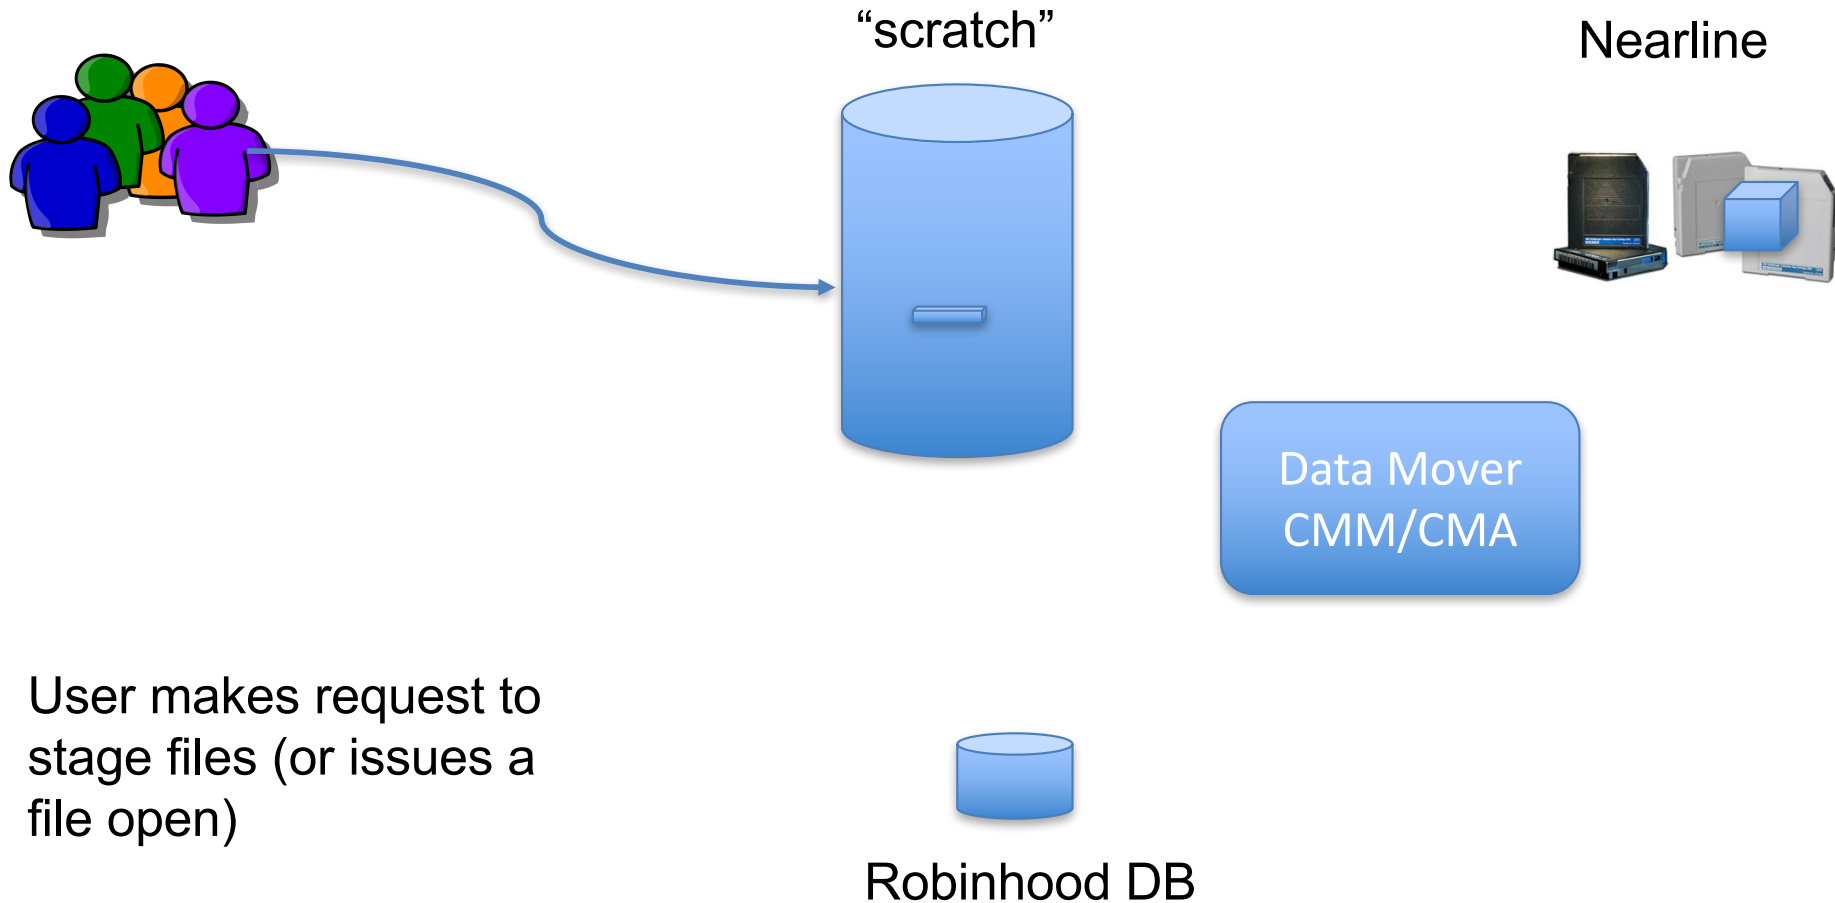 “scratch”
Nearline
Data Mover
CMM/CMA
User makes request to
stage files (or issues a
file open)
Robinhood DB